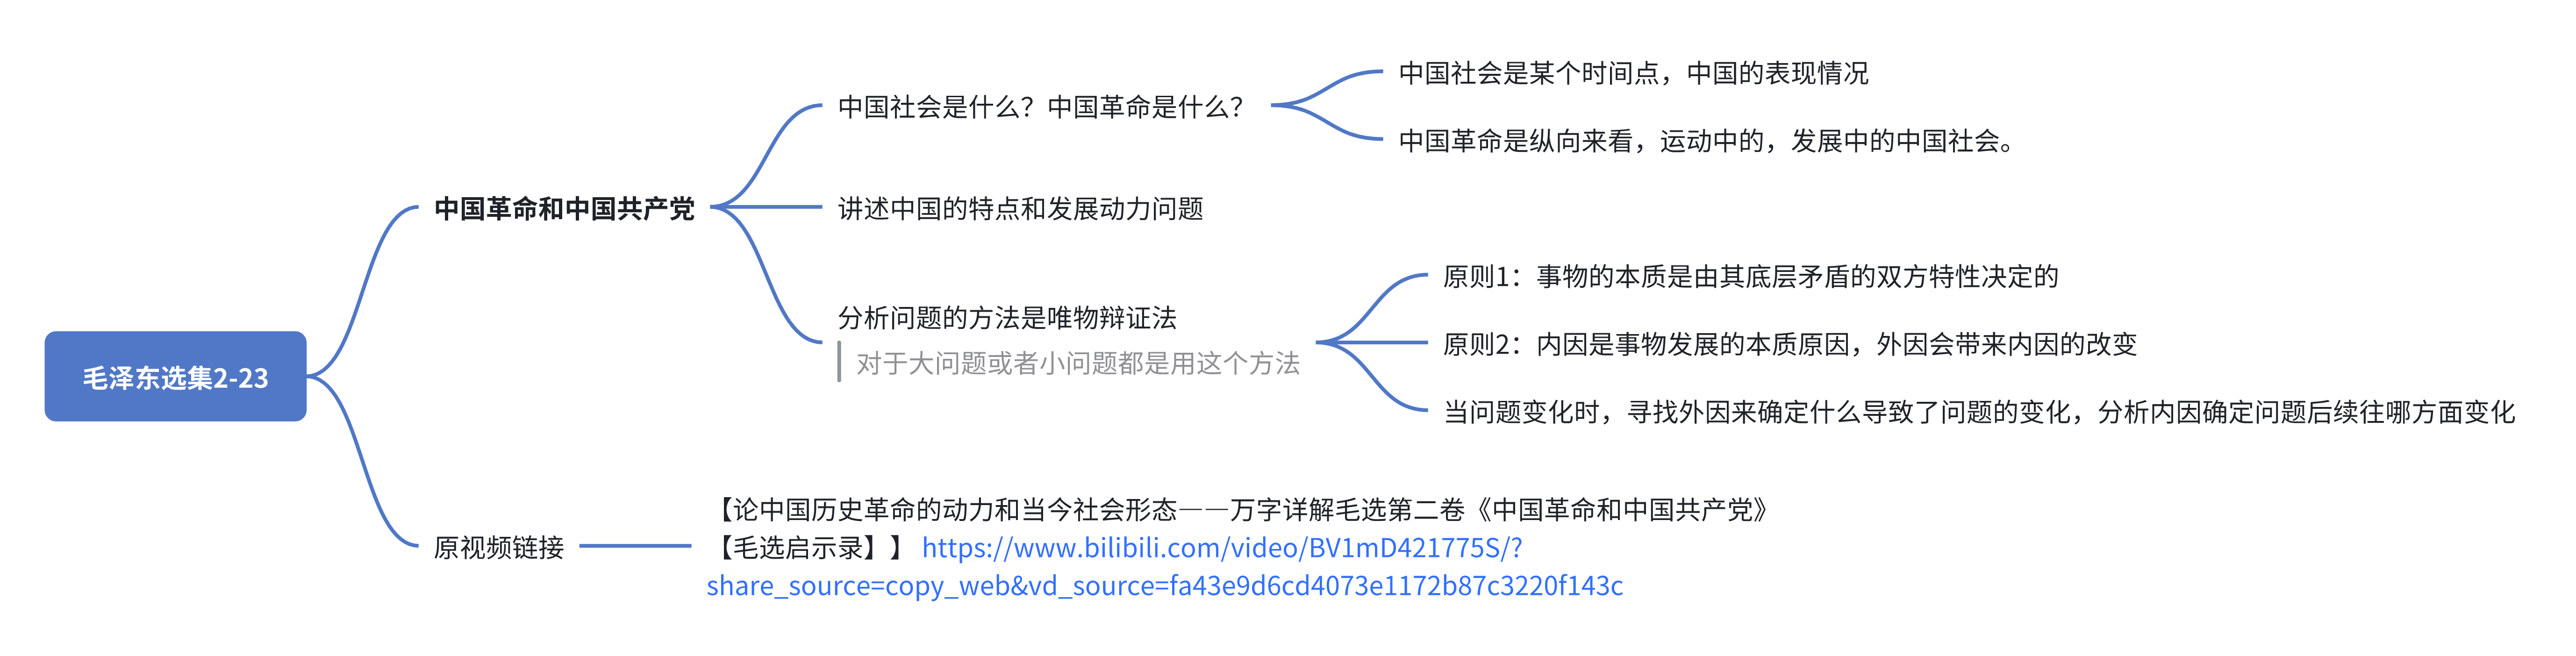 中国社会是某个时间点，中国的表现情况
中国社会是什么？中国革命是什么？
中国革命是纵向来看，运动中的，发展中的中国社会。
中国革命和中国共产党
讲述中国的特点和发展动力问题
原则1：事物的本质是由其底层矛盾的双方特性决定的
分析问题的方法是唯物辩证法
对于大问题或者小问题都是用这个方法
原则2：内因是事物发展的本质原因，外因会带来内因的改变
当问题变化时，寻找外因来确定什么导致了问题的变化，分析内因确定问题后续往哪方面变化
毛泽东选集2-23
原视频链接
【论中国历史革命的动力和当今社会形态——万字详解毛选第二卷《中国革命和中国共产党》
【毛选启示录】】 https://www.bilibili.com/video/BV1mD421775S/?
share_source=copy_web&vd_source=fa43e9d6cd4073e1172b87c3220f143c